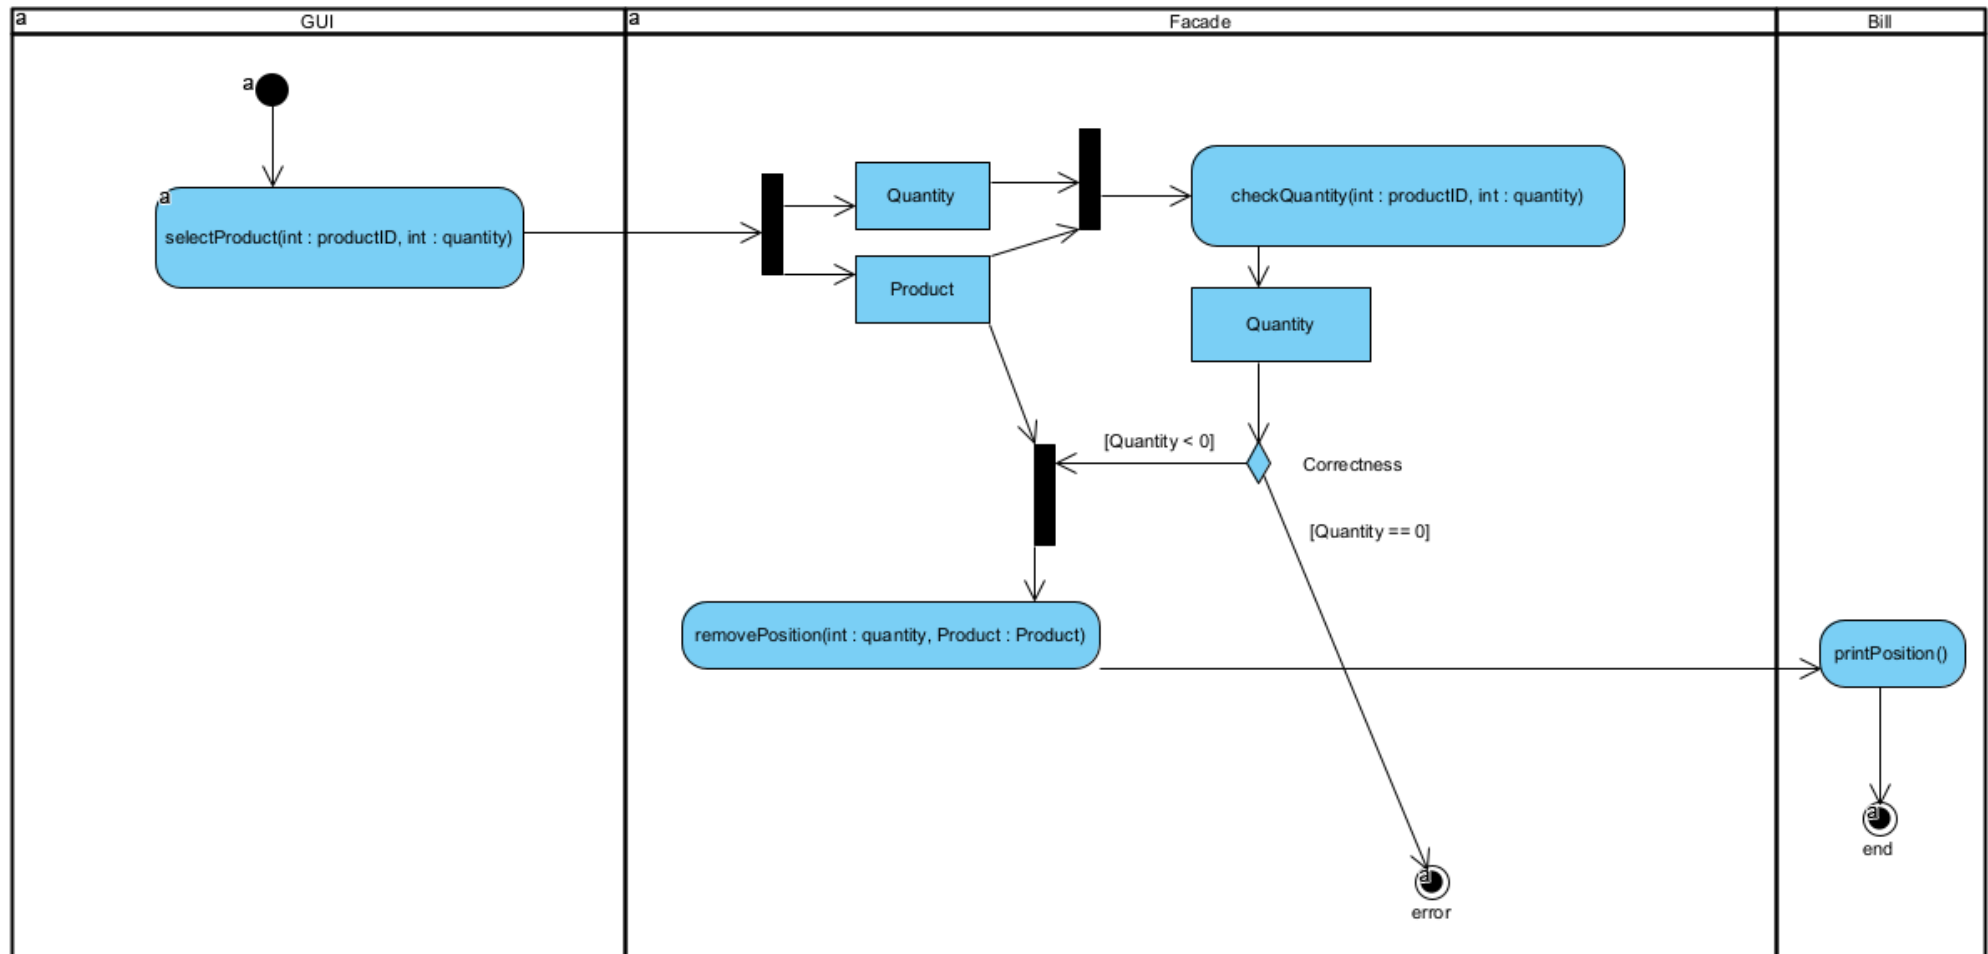 a
GUI
a
Facade
Bill
a
a
selectProduct(int : productID, int : quantity)
Quantity
Product
checkQuantity(int : productID, int : quantity)
Quantity
[Quantity < 0]
Correctness
[Quantity == 0]
removePosition(int : quantity, Product : Product)
printPosition()
a
end
a
error